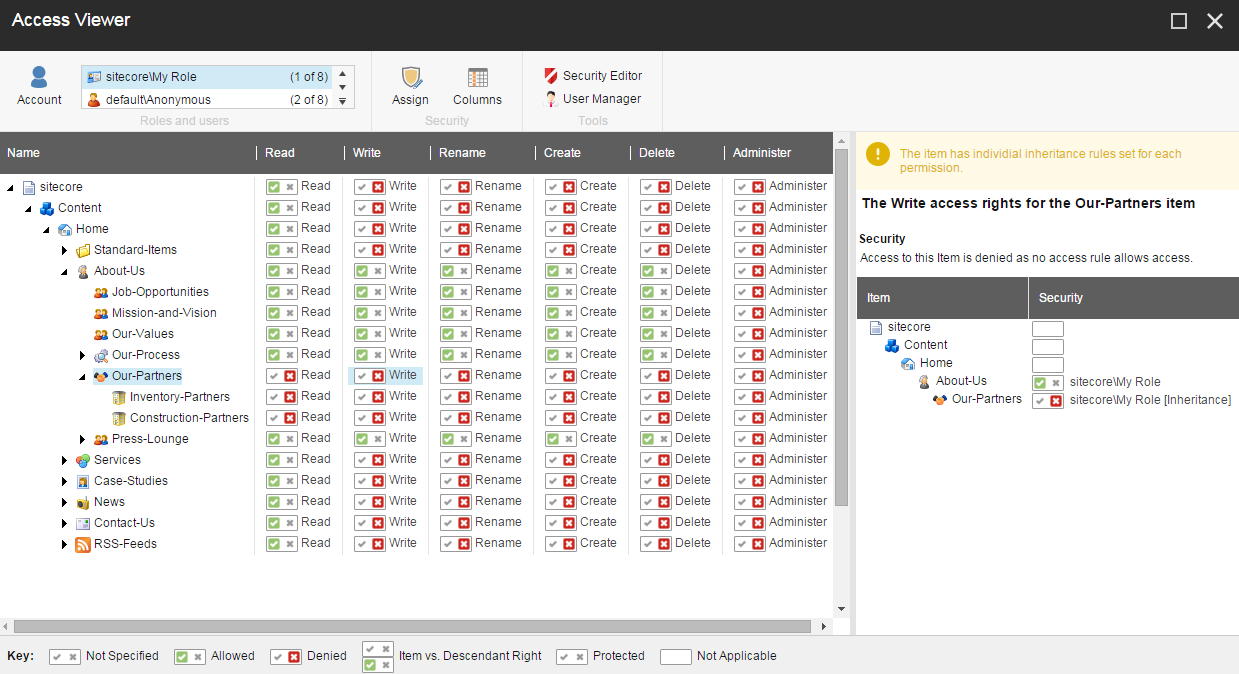 Access Viewer
Account
sitecore\My Role (1 of 8)
default\Anonymous (2 of 8)
Roles and users
Assign
Columns
Security
Security Editor
User Manager
Tools
Name Read Write Rename Create Delete Administer
sitecore Read Write Rename Create Delete Administer
Content Read Write Rename Create Delete Administer
Home Read Write Rename Create Delete Administer
Standard-Items Read Write Rename Create Delete Administer
About-Us Read Write Rename Create Delete Administer
Job-Opportunities Read Write Rename Create Delete Administer
Mission-and-Vision Read Write Rename Create Delete Administer
Our-Values Read Write Rename Create Delete Administer
Our-Process Read Write Rename Create Delete Administer
Our-Partners Read Write Rename Create Delete Administer
Inventory-Partners Read Write Rename Create Delete Administer
Construction-Partners Read Write Rename Create Delete Administer
Press-Lounge Read Write Rename Create Delete Administer
Services Read Write Rename Create Delete Administer
Case-Studies Read Write Rename Create Delete Administer
News Read Write Rename Create Delete Administer
Contact-Us Read Write Rename Create Delete Administer
RSS-Feeds Read Write Rename Create Delete Administer
The item has individial inheritance rules set for each
permission.
The Write access rights for the Our-Partners item
Security
Access to this Item is denied as no access rule allows access.
Item Security
sitecore
Content
Home
About-Us sitecore\My Role
Our-Partners sitecore\My Role [Inheritance]
Key: Not Specified Allowed Denied Item vs. Descendant Right Protected Not Applicable